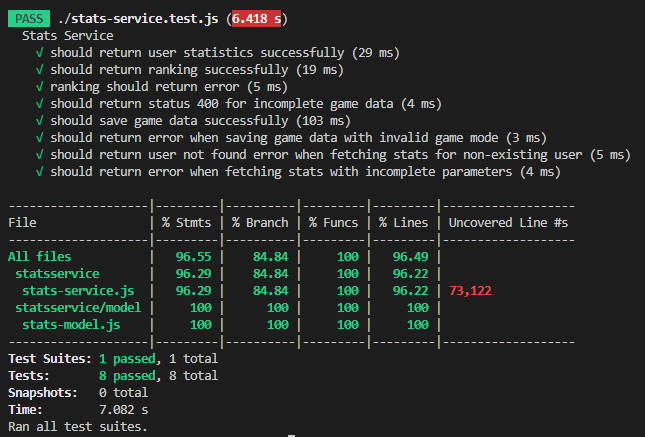 PASS ./stats-service.test.js (6.418 s)
Stats Service
√ should return user statistics successfully (29 ms)
√ should return ranking successfully (19 ms)
√ ranking should return error (5 ms)
√ should return status 400 for incomplete game data (4 ms)
√ should save game data successfully (103 ms)
√ should return error when saving game data with invalid game mode (3 ms)
√ should return user not found error when fetching stats for non-existing user (5 ms)
√ should return error when fetching stats with incomplete parameters (4 ms)
--------------------|---------|----------|---------|---------|-------------------
File                | % Stmts | % Branch | % Funcs | % Lines | Uncovered Line #s
--------------------|---------|----------|---------|---------|-------------------
All files           |   96.55 |    84.84 |     100 |   96.49 |
 statsservice       |   96.29 |    84.84 |     100 |   96.22 |
  stats-service.js  |   96.29 |    84.84 |     100 |   96.22 | 73,122
 statsservice/model |     100 |      100 |     100 |     100 |
  stats-model.js    |     100 |      100 |     100 |     100 |
--------------------|---------|----------|---------|---------|-------------------
Test Suites: 1 passed, 1 total
Tests:       8 passed, 8 total
Snapshots:   0 total
Time:        7.082 s
Ran all test suites.